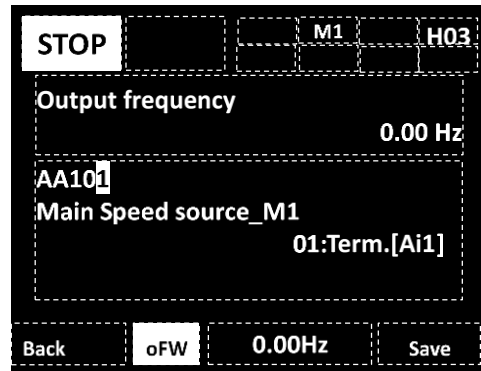 STOP M1 H03
Output frequency
0.00 Hz
AA101
Main Speed source_M1
01:Term.[Ai1]
Back oFW 0.00Hz Save